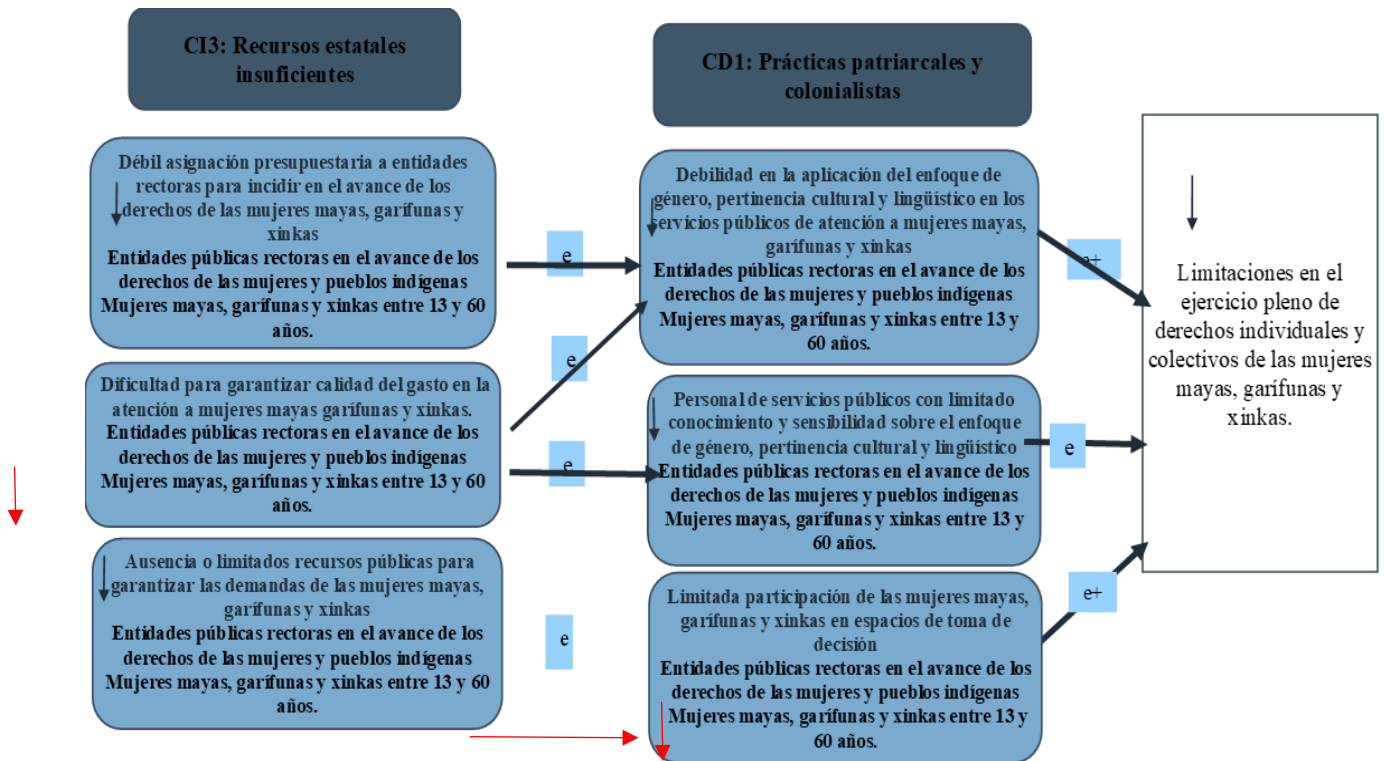 CI3: Recursos estatales
insuficientes
Débil asignación presupuestaria a entidades
rectoras para incidir en el avance de los
derechos de las mujeres mayas, garífunas y
xinkas
Entidades públicas rectoras en el avance de los
derechos de las mujeres y pueblos indígenas
Mujeres mayas, garífunas y xinkas entre 13 y 60
años.
Dificultad para garantizar calidad del gasto en la
atención a mujeres mayas garífunas y xinkas.
Entidades públicas rectoras en el avance de los
derechos de las mujeres y pueblos indígenas
Mujeres mayas, garífunas y xinkas entre 13 y 60
años.
Ausencia o limitados recursos públicas para
garantizar las demandas de las mujeres mayas,
garífunas y xinkas
Entidades públicas rectoras en el avance de los
derechos de las mujeres y pueblos indígenas
Mujeres mayas, garífunas y xinkas entre 13 y 60
años.
e
e
e
e
CD1: Prácticas patriarcales y
colonialistas
Debilidad en la aplicación del enfoque de
género, pertinencia cultural y lingüístico en los
servicios públicos de atención a mujeres mayas,
garífunas y xinkas
Entidades públicas rectoras en el avance de los
derechos de las mujeres y pueblos indígenas
Mujeres mayas, garífunas y xinkas entre 13 y
60 años.
Personal de servicios públicos con limitado
conocimiento y sensibilidad sobre el enfoque
de género, pertinencia cultural y lingüístico
Entidades públicas rectoras en el avance de los
derechos de las mujeres y pueblos indígenas
Mujeres mayas, garífunas y xinkas entre 13 y
60 años.
Limitada participación de las mujeres mayas,
garífunas y xinkas en espacios de toma de
decisión
Entidades públicas rectoras en el avance de los
derechos de las mujeres y pueblos indígenas
Mujeres mayas, garífunas y xinkas entre 13 y
60 años.
e+
e
e+
Limitaciones en el
ejercicio pleno de
derechos individuales y
colectivos de las mujeres
mayas, garífunas y
xinkas.